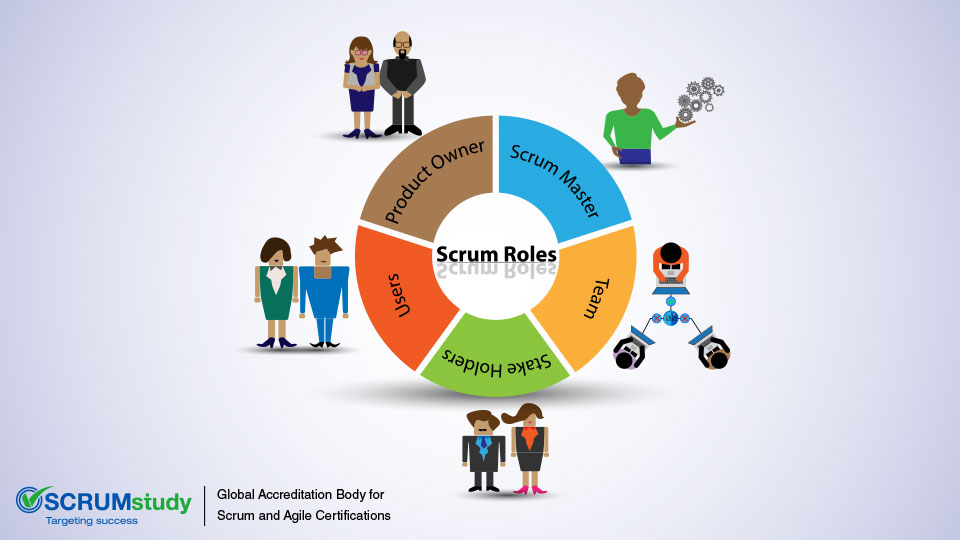 Product Owner
Scrum Master
Scrum Roles
Users
Team
Stake Holders
SCRUMstudy
Targeting success
Global Accreditation Body for
Scrum and Agile Certifications